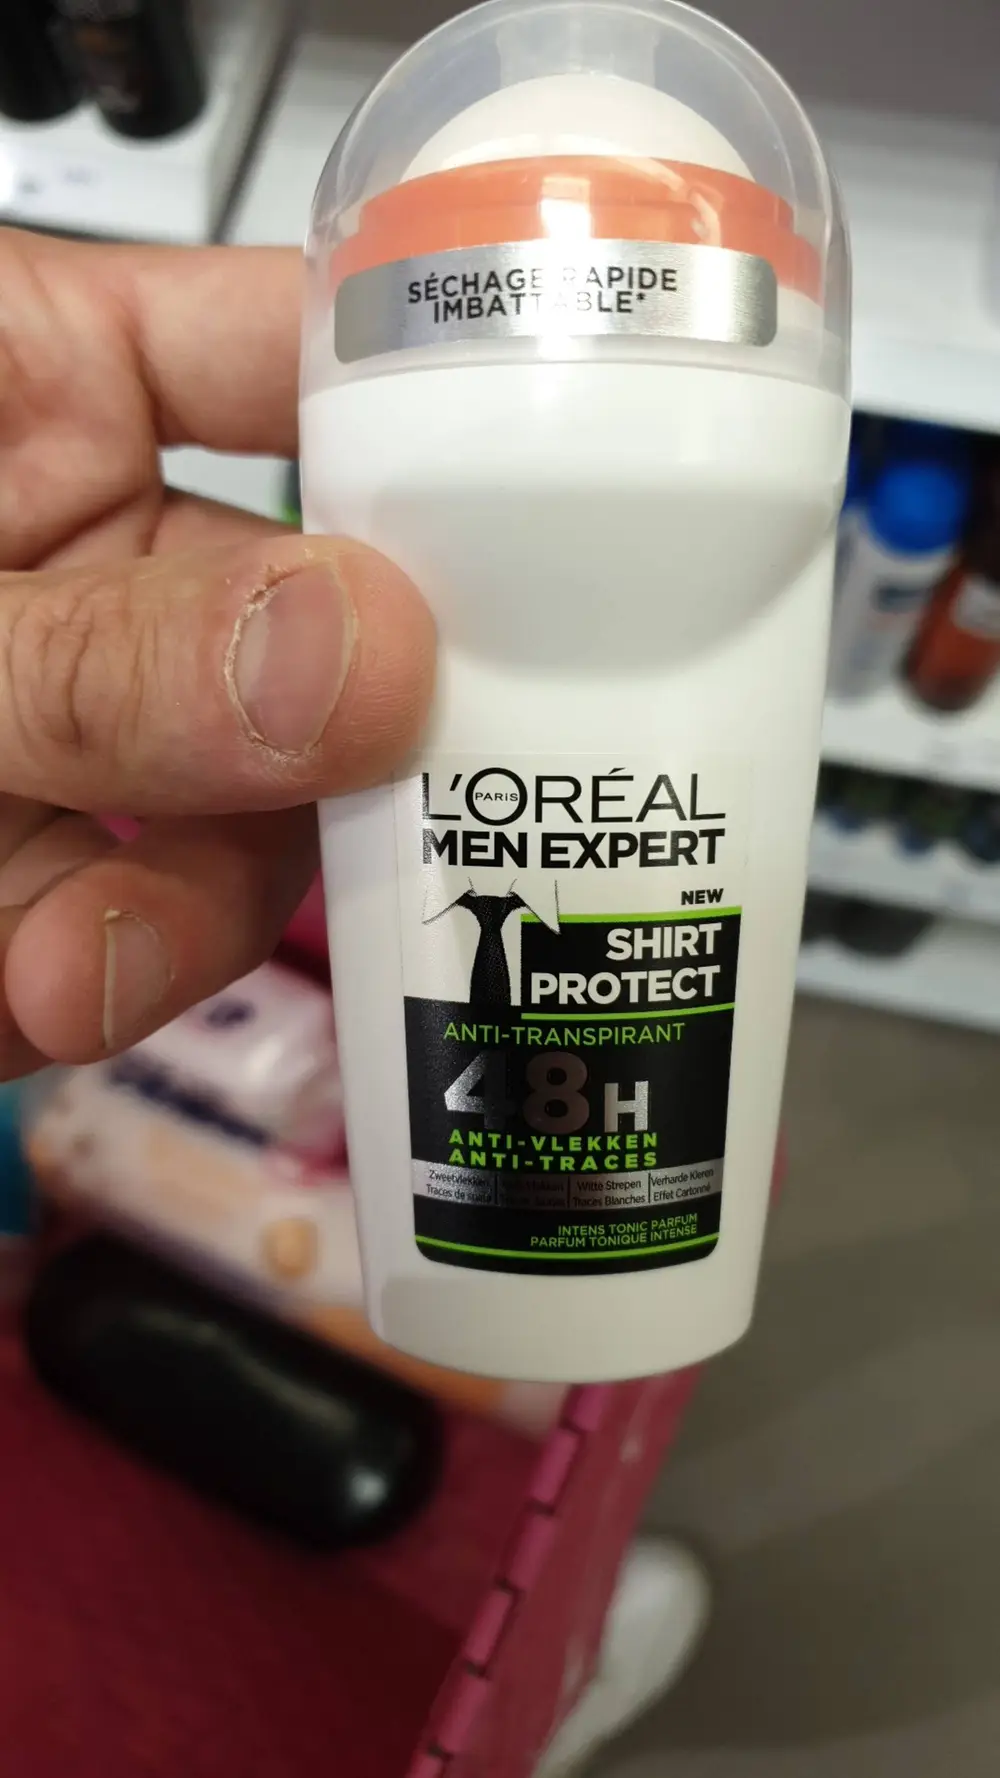 SÉCHAGE RAPIDE
IMBATTABLE*
L'ORÉAL
PARIS
MEN EXPERT
NEW
SHIRT
PROTECT
ANTI-TRANSPIRANT
48H
ANTI-VLEKKEN
ANTI-TRACES
Zweetvlekken Witte Strepen Verharde Kleren
Traces de sueur Traces Blanches Effet Cartonné
INTENS TONIC PARFUM
PARFUM TONIQUE INTENSE